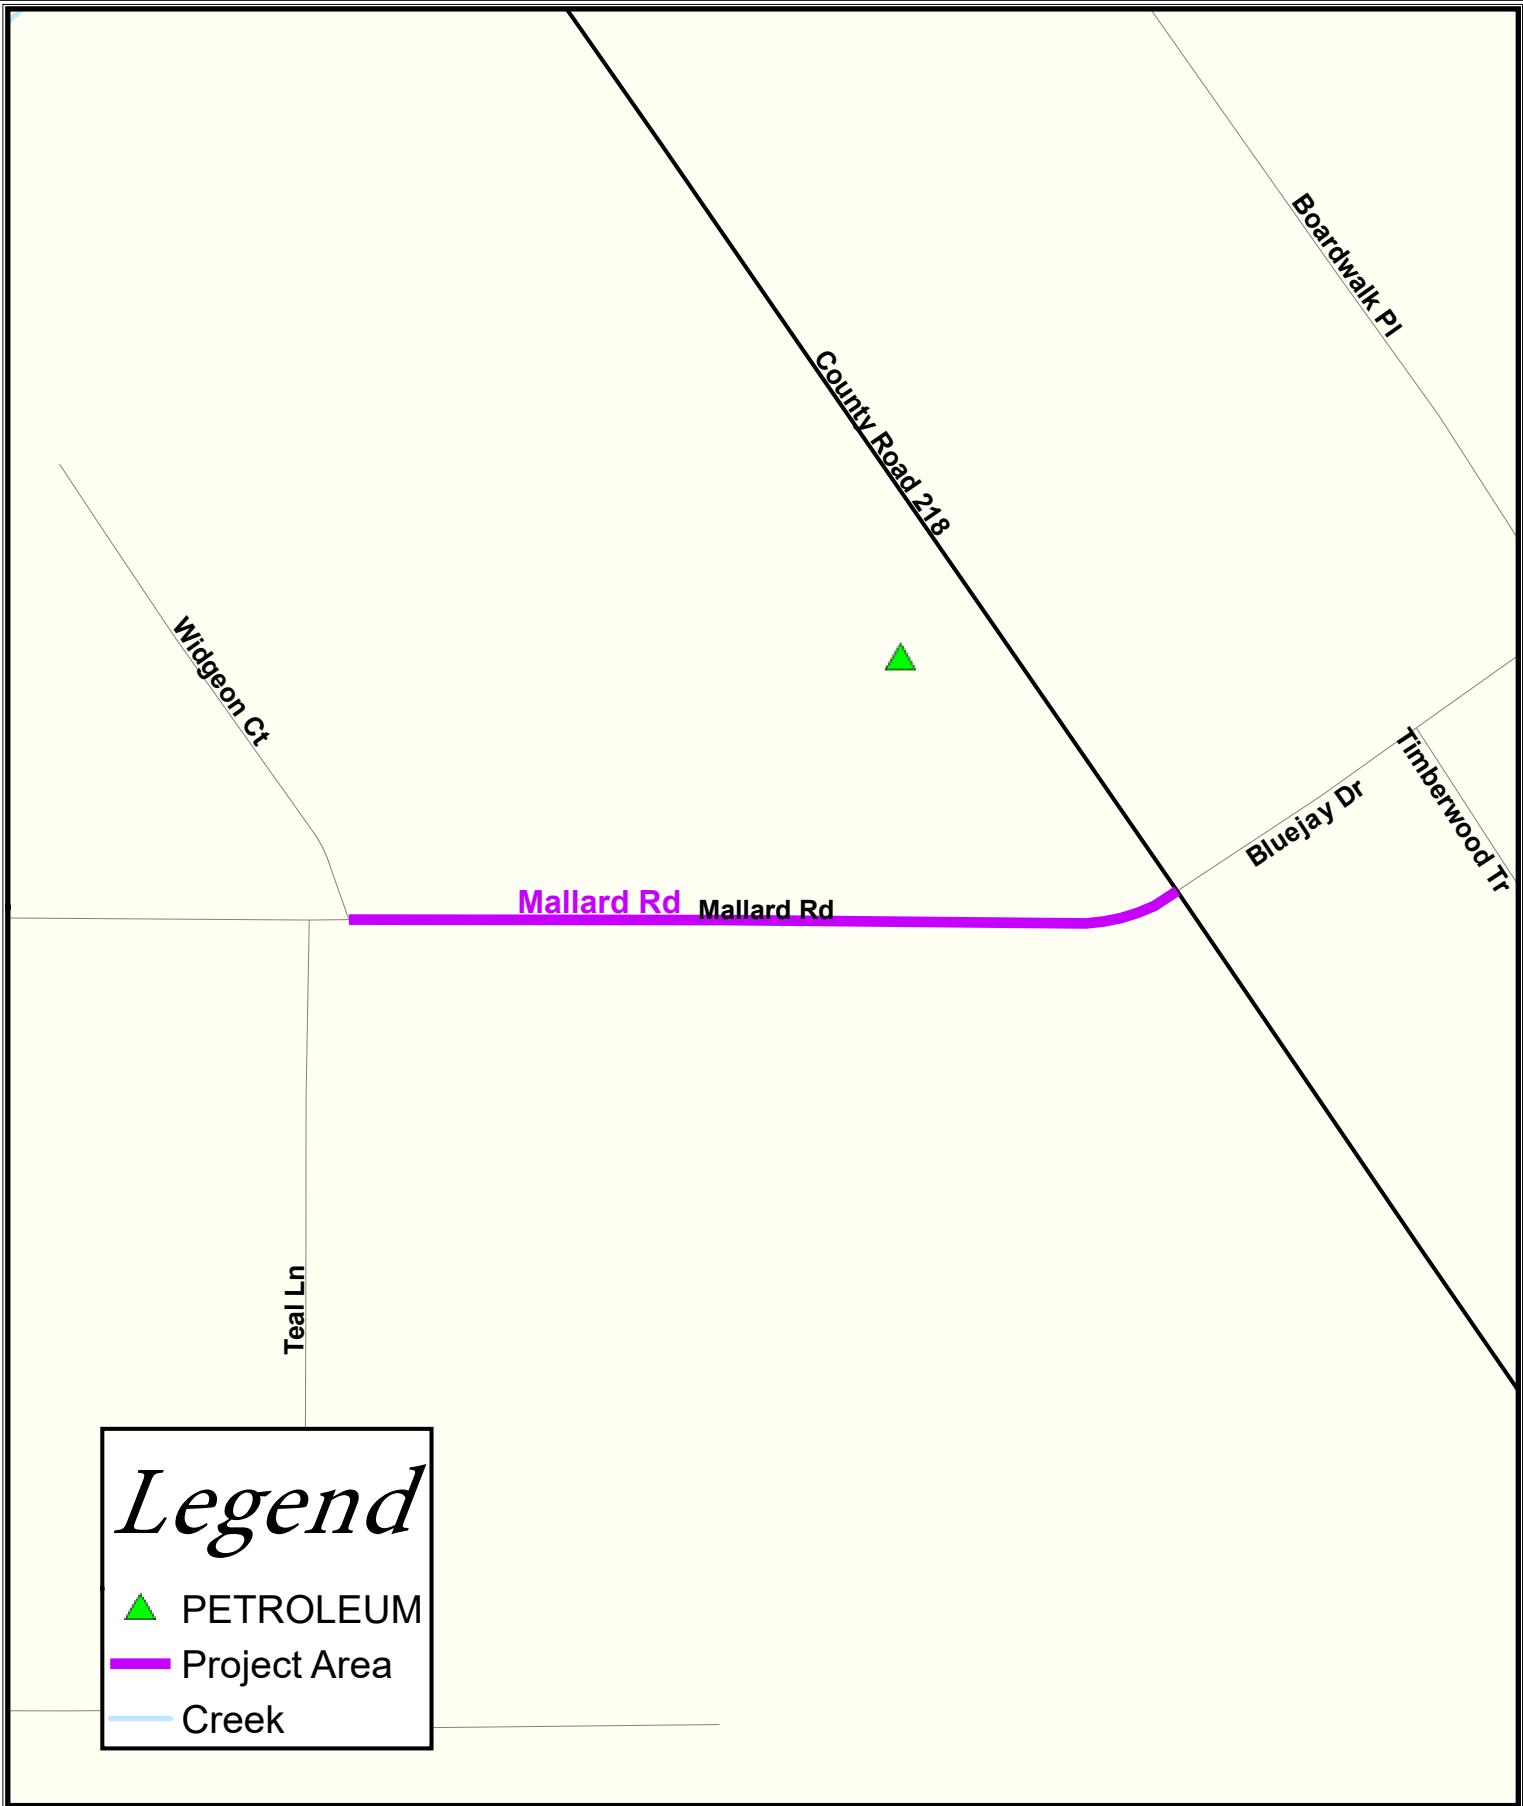 Boardwalk Pl
County Road 218
Widgeon Ct
Timberwood Tr
Bluejay Dr
Mallard Rd
Mallard Rd
Teal Ln
Legend
PETROLEUM
Project Area
Creek